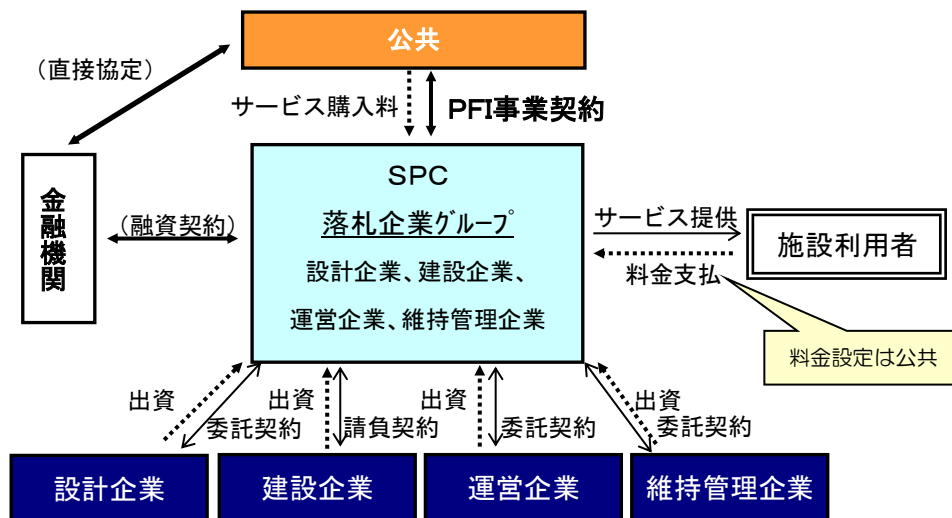 公共
(直接協定)
サービス購入料
PFI事業契約
金融機関
(融資契約)
SPC
落札企業グループ
設計企業、建設企業、
運営企業、維持管理企業
サービス提供
料金支払
施設利用者
料金設定は公共
出資
委託契約
出資
請負契約
出資
委託契約
出資
委託契約
設計企業
建設企業
運営企業
維持管理企業